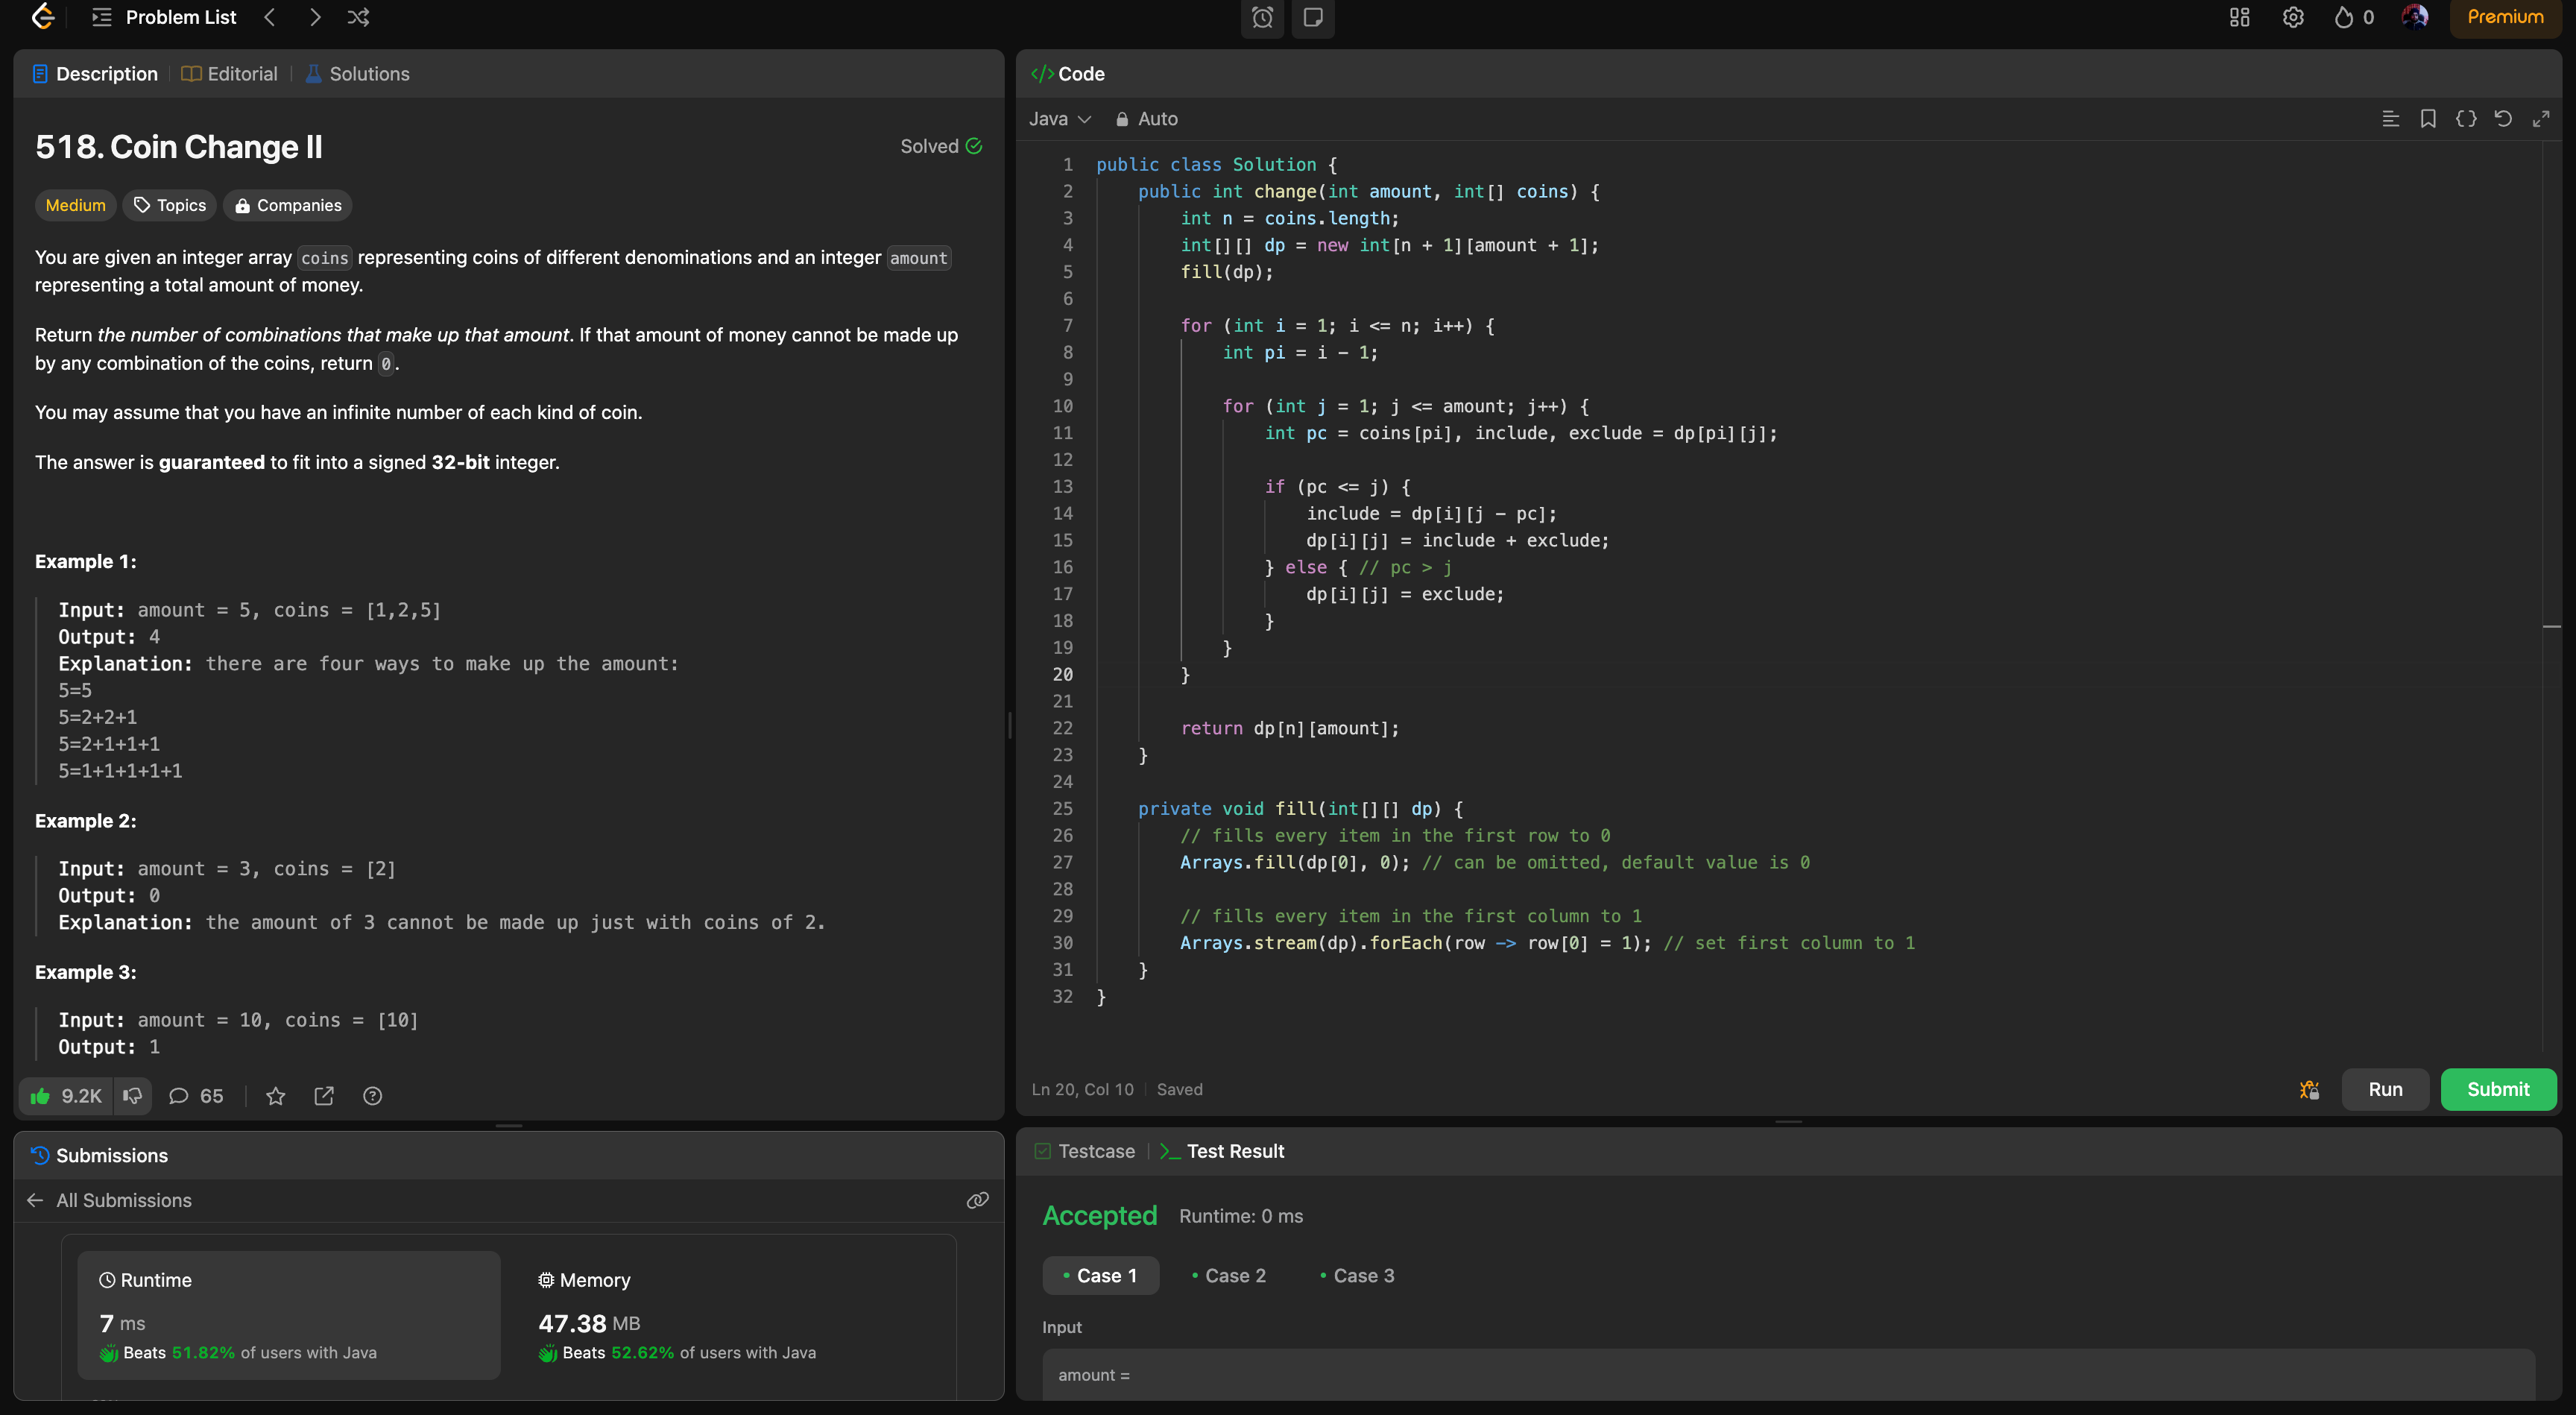 Problem List
0
Premium
Description
Editorial
Solutions
518. Coin Change II
Solved
Medium
Topics
Companies
You are given an integer array coins representing coins of different denominations and an integer amount
representing a total amount of money.
Return the number of combinations that make up that amount. If that amount of money cannot be made up
by any combination of the coins, return 0.
You may assume that you have an infinite number of each kind of coin.
The answer is guaranteed to fit into a signed 32-bit integer.
Example 1:
Input: amount = 5, coins = [1,2,5]
Output: 4
Explanation: there are four ways to make up the amount:
5=5
5=2+2+1
5=2+1+1+1
5=1+1+1+1+1
Example 2:
Input: amount = 3, coins = [2]
Output: 0
Explanation: the amount of 3 cannot be made up just with coins of 2.
Example 3:
Input: amount = 10, coins = [10]
Output: 1
9.2K
65
Submissions
All Submissions
Runtime
7 ms
Beats 51.82% of users with Java
Memory
47.38 MB
Beats 52.62% of users with Java
</> Code
Java
Auto
1 public class Solution {
2     public int change(int amount, int[] coins) {
3         int n = coins.length;
4         int[][] dp = new int[n + 1][amount + 1];
5         fill(dp);
6
7         for (int i = 1; i <= n; i++) {
8             int pi = i - 1;
9
10             for (int j = 1; j <= amount; j++) {
11                 int pc = coins[pi], include, exclude = dp[pi][j];
12
13                 if (pc <= j) {
14                     include = dp[i][j - pc];
15                     dp[i][j] = include + exclude;
16                 } else { // pc > j
17                     dp[i][j] = exclude;
18                 }
19             }
20         }
21
22         return dp[n][amount];
23     }
24
25     private void fill(int[][] dp) {
26         // fills every item in the first row to 0
27         Arrays.fill(dp[0], 0); // can be omitted, default value is 0
28
29         // fills every item in the first column to 1
30         Arrays.stream(dp).forEach(row -> row[0] = 1); // set first column to 1
31     }
32 }
Ln 20, Col 10
Saved
Run
Submit
Testcase
Test Result
Accepted
Runtime: 0 ms
Case 1
Case 2
Case 3
Input
amount =